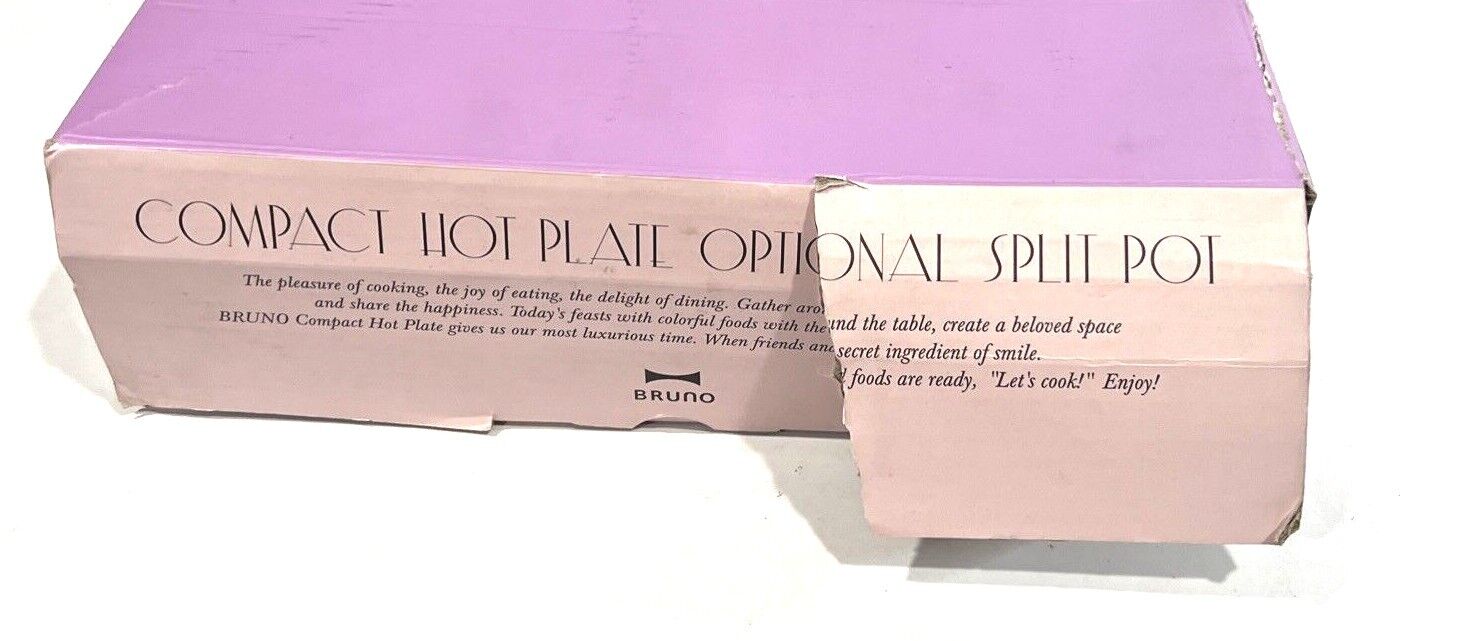 COMPACT HOT PLATE OPTIONAL SPLIT POT
The pleasure of cooking, the joy of eating, the delight of dining. Gather around the table, create a beloved space
and share the happiness. Today's feasts with colorful foods with the secret ingredient of smile.
BRUNO Compact Hot Plate gives us our most luxurious time. When friends and foods are ready, "Let's cook!" Enjoy!
BRUNO